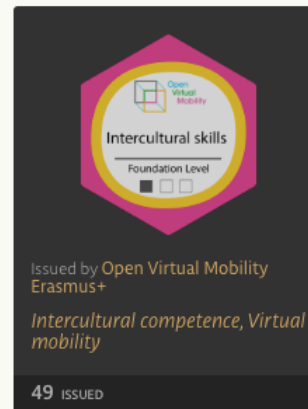 Open
Virtual
Mobility
Intercultural skills
Foundation Level
Issued by Open Virtual Mobility
Erasmus+
Intercultural competence, Virtual
mobility
49 ISSUED